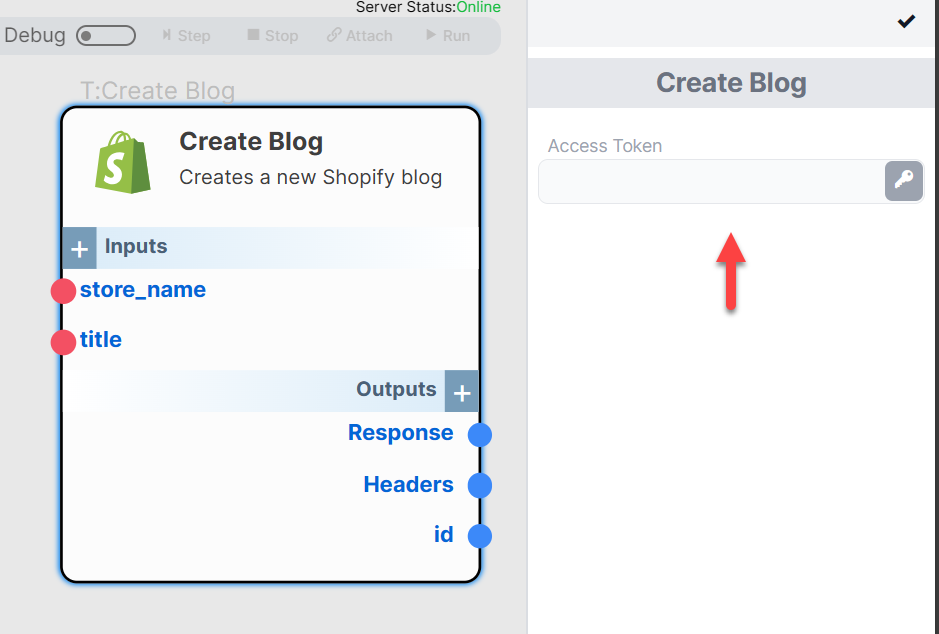 Server Status:Online
Debug
Step
Stop
Attach
Run
T:Create Blog
Create Blog
Creates a new Shopify blog
+ Inputs
store_name
title
Outputs +
Response
Headers
id
Create Blog
Access Token